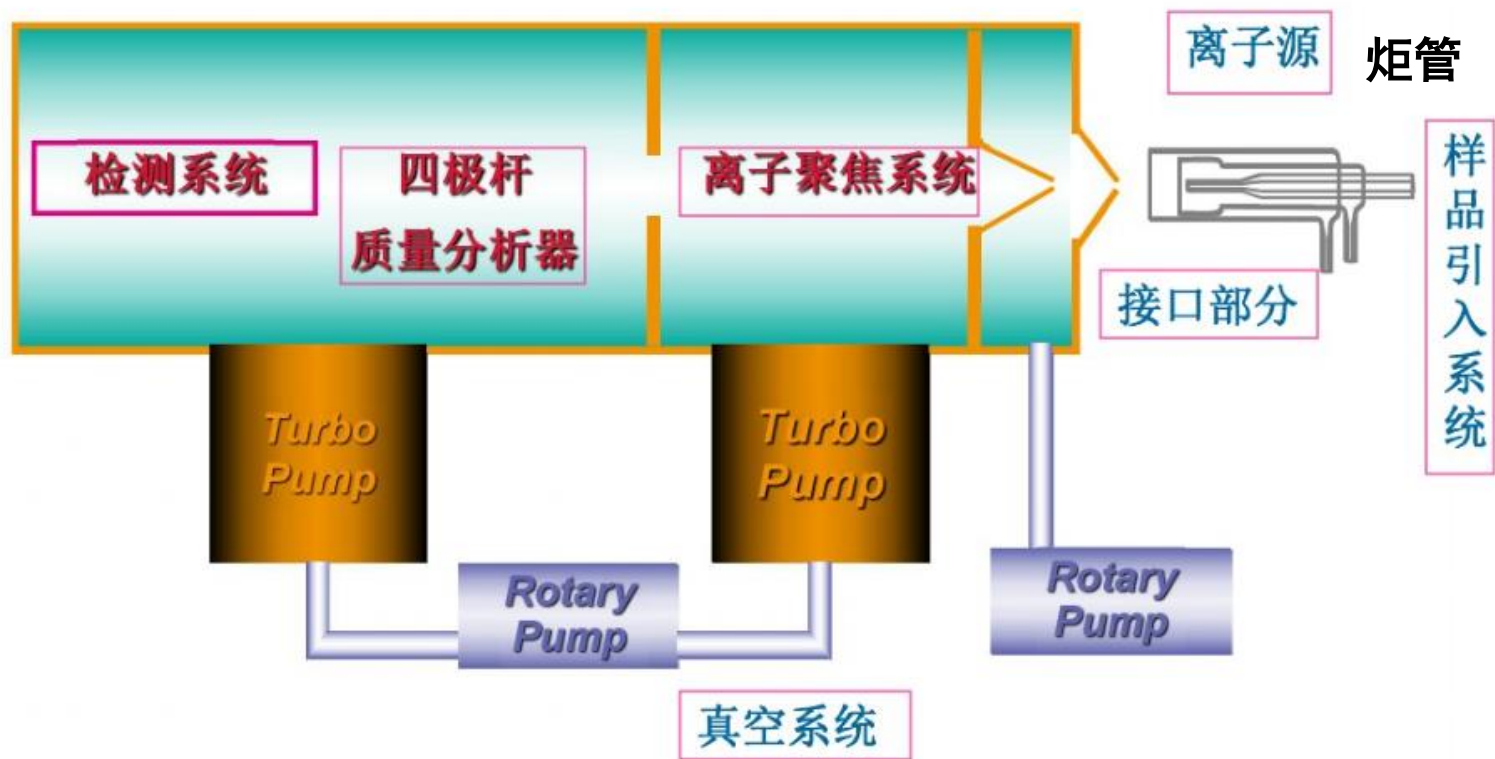 离子源
炬管
检测系统
四极杆
质量分析器
离子聚焦系统
接口部分
样品引入系统
Turbo
Pump
Turbo
Pump
Rotary
Pump
Rotary
Pump
真空系统